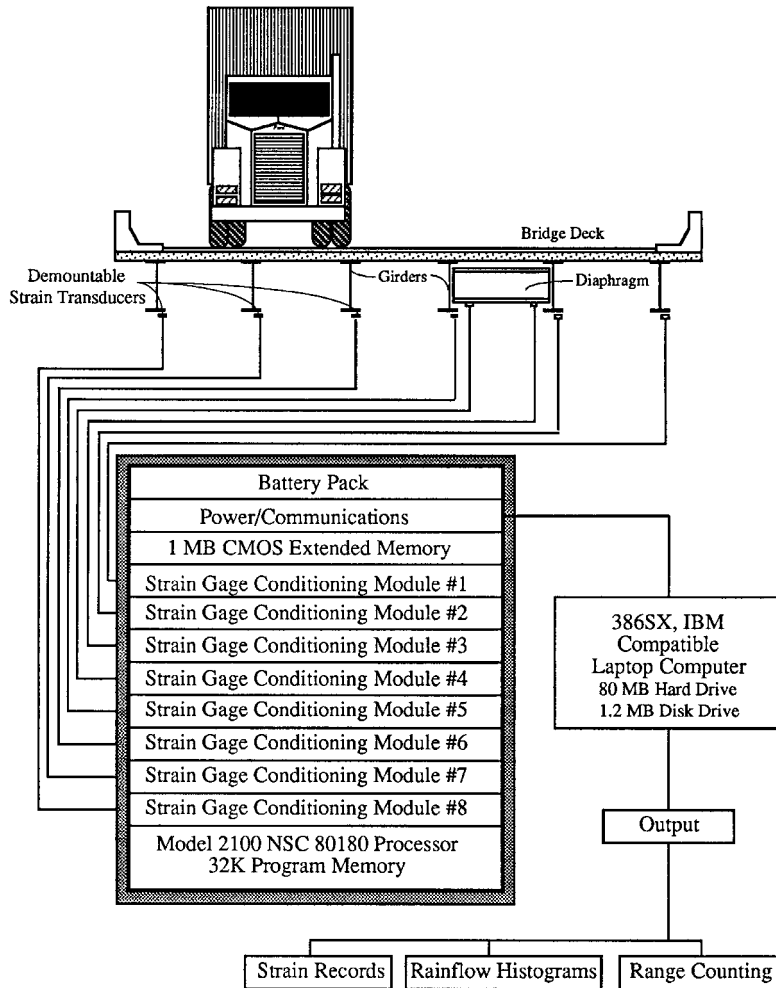 Bridge Deck
Demountable
Strain Transducers
Girders
Diaphragm
Battery Pack
Power/Communications
1 MB CMOS Extended Memory
Strain Gage Conditioning Module #1
Strain Gage Conditioning Module #2
Strain Gage Conditioning Module #3
Strain Gage Conditioning Module #4
Strain Gage Conditioning Module #5
Strain Gage Conditioning Module #6
Strain Gage Conditioning Module #7
Strain Gage Conditioning Module #8
Model 2100 NSC 80180 Processor
32K Program Memory
386SX, IBM
Compatible
Laptop Computer
80 MB Hard Drive
1.2 MB Disk Drive
Output
Strain Records
Rainflow Histograms
Range Counting